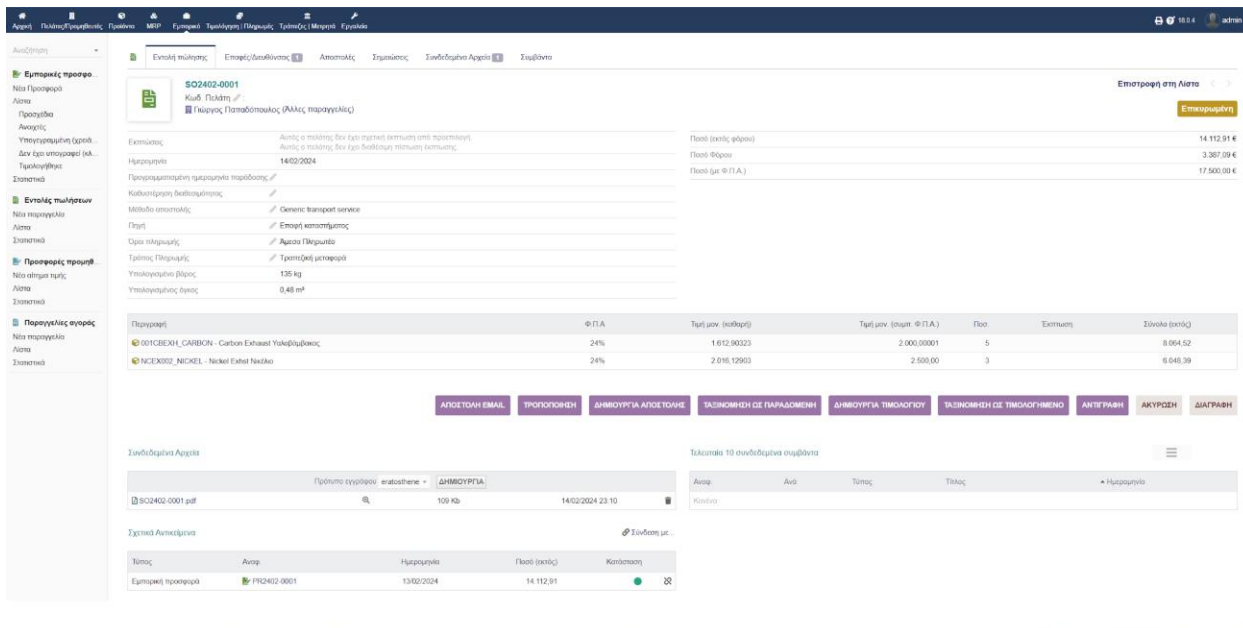 Αρχική Πελάτης/Προμηθευτής Προϊόντα MRP Εμπορικό Τιμολόγηση | Πληρωμής Τράπεζες | Μετρητά Εργαλεία 18.0.4 admin
Αναζήτηση
Εμπορικές προσφο...
Νέα Προσφορά
Λίστα
Προσχέδια
Ανοιχτές
Υπογεγραμμένη (χρειά...
Δεν έχει υπογραφεί (κλ...
Τιμολογήθηκε
Στατιστικά
Εντολές πωλήσεων
Νέα παραγγελία
Λίστα
Στατιστικά
Προσφορές προμηθ...
Νέο αίτημα τιμής
Λίστα
Στατιστικά
Παραγγελίες αγοράς
Νέα παραγγελία
Λίστα
Στατιστικά
Εντολή πώλησης Επαφές/Διευθύνσεις 1 Αποστολές Σημειώσεις Συνδεδεμένα Αρχεία 1 Συμβάντα
SO2402-0001
Κωδ. Πελάτη :
Γιώργος Παπαδόπουλος (Άλλες παραγγελίες)
Επιστροφή στη Λίστα
Επικυρωμένη
Εκπτώσεις Αυτός ο πελάτης δεν έχει σχετική έκπτωση από προεπιλογή.
Αυτός ο πελάτης δεν έχει διαθέσιμη πίστωση έκπτωσης.
Ημερομηνία 14/02/2024
Προγραμματισμένη ημερομηνία παράδοσης
Καθυστέρηση διαθεσιμότητας
Μέθοδο αποστολής Generic transport service
Πηγή Επαφή καταστήματος
Όροι πληρωμής Άμεσα Πληρωτέο
Τρόπος Πληρωμής Τραπεζική μεταφορά
Υπολογισμένο βάρος 135 kg
Υπολογισμένος όγκος 0,48 m³
Ποσό (εκτός φόρου) 14.112,91 €
Ποσό Φόρου 3.387,09 €
Ποσό (με Φ.Π.Α.) 17.500,00 €
Περιγραφή Φ.Π.Α Τιμή μον. (καθαρή) Τιμή μον. (συμπ. Φ.Π.Α.) Ποσ. Έκπτωση Σύνολο (εκτός)
001CBEXH_CARBON - Carbon Exhaust Υαλοβάμβακας 24% 1.612,90323 2.000,00001 5 8.064,52
NCEX002_NICKEL - Nickel Exhst Νικέλιο 24% 2.016,12903 2.500,00 3 6.048,39
ΑΠΟΣΤΟΛΗ EMAIL ΤΡΟΠΟΠΟΙΗΣΗ ΔΗΜΙΟΥΡΓΙΑ ΑΠΟΣΤΟΛΗΣ ΤΑΞΙΝΟΜΗΣΗ ΩΣ ΠΑΡΑΔΟΜΕΝΗ ΔΗΜΙΟΥΡΓΙΑ ΤΙΜΟΛΟΓΙΟΥ ΤΑΞΙΝΟΜΗΣΗ ΩΣ ΤΙΜΟΛΟΓΗΜΕΝΟ ΑΝΤΙΓΡΑΦΗ ΑΚΥΡΩΣΗ ΔΙΑΓΡΑΦΗ
Συνδεδεμένα Αρχεία
Πρότυπο εγγράφου eratosthene ΔΗΜΙΟΥΡΓΙΑ
SO2402-0001.pdf 109 Kb 14/02/2024 23:10
Σχετικά Αντικείμενα Σύνδεση με...
Τύπος Αναφ. Ημερομηνία Ποσό (εκτός) Κατάσταση
Εμπορική προσφορά PR2402-0001 13/02/2024 14.112,91
Τελευταία 10 συνδεδεμένα συμβάντα
Αναφ. Από Τύπος Τίτλος Ημερομηνία
Κανένα